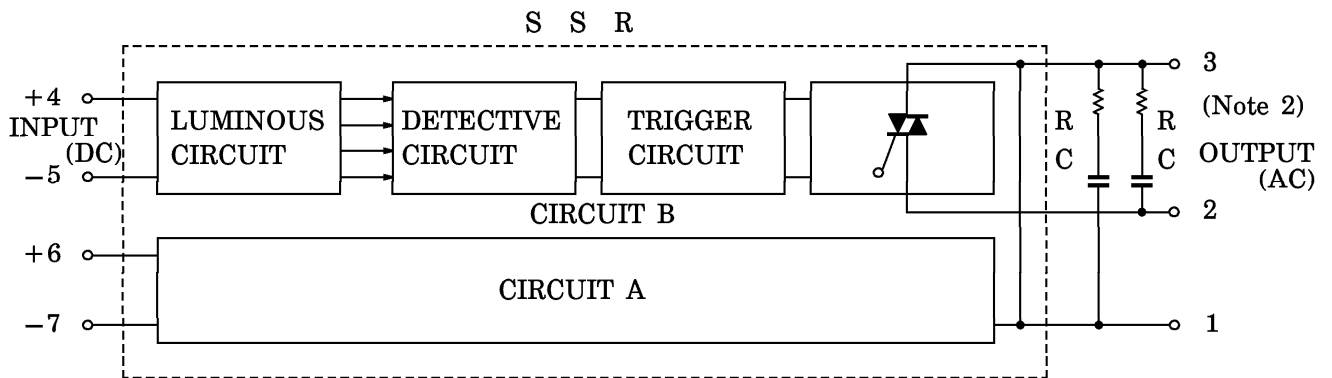 S S R
+4
INPUT
(DC)
−5
LUMINOUS
CIRCUIT
DETECTIVE
CIRCUIT
TRIGGER
CIRCUIT
CIRCUIT B
R
C
R
C
3
(Note 2)
OUTPUT
(AC)
2
+6
−7
CIRCUIT A
1